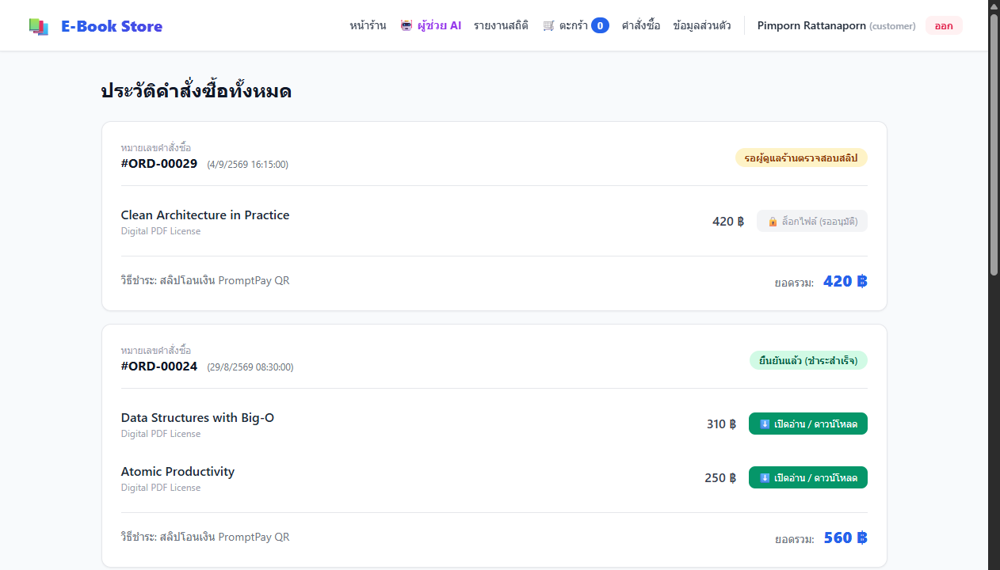 E-Book Store
หน้าร้าน ผู้ช่วย AI รายงานสถิติ ตะกร้า 0 คำสั่งซื้อ ข้อมูลส่วนตัว Pimporn Rattanaporn (customer) ออก
ประวัติคำสั่งซื้อทั้งหมด
หมายเลขคำสั่งซื้อ
#ORD-00029 (4/9/2569 16:15:00)
รอผู้ดูแลร้านตรวจสอบสลิป
Clean Architecture in Practice
Digital PDF License
420 ฿ ล็อกไฟล์ (รออนุมัติ)
วิธีชำระ: สลิปโอนเงิน PromptPay QR
ยอดรวม: 420 ฿
หมายเลขคำสั่งซื้อ
#ORD-00024 (29/8/2569 08:30:00)
ยืนยันแล้ว (ชำระสำเร็จ)
Data Structures with Big-O
Digital PDF License
310 ฿ เปิดอ่าน / ดาวน์โหลด
Atomic Productivity
Digital PDF License
250 ฿ เปิดอ่าน / ดาวน์โหลด
วิธีชำระ: สลิปโอนเงิน PromptPay QR
ยอดรวม: 560 ฿